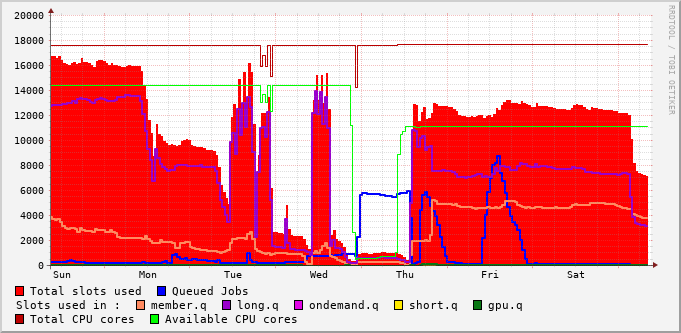 20000
18000
16000
14000
12000
10000
8000
6000
4000
2000
0
Sun Mon Tue Wed Thu Fri Sat
Total slots used Queued Jobs
Slots used in : member.q long.q ondemand.q short.q gpu.q
Total CPU cores Available CPU cores
RRDTOOL / TOBI OETIKER